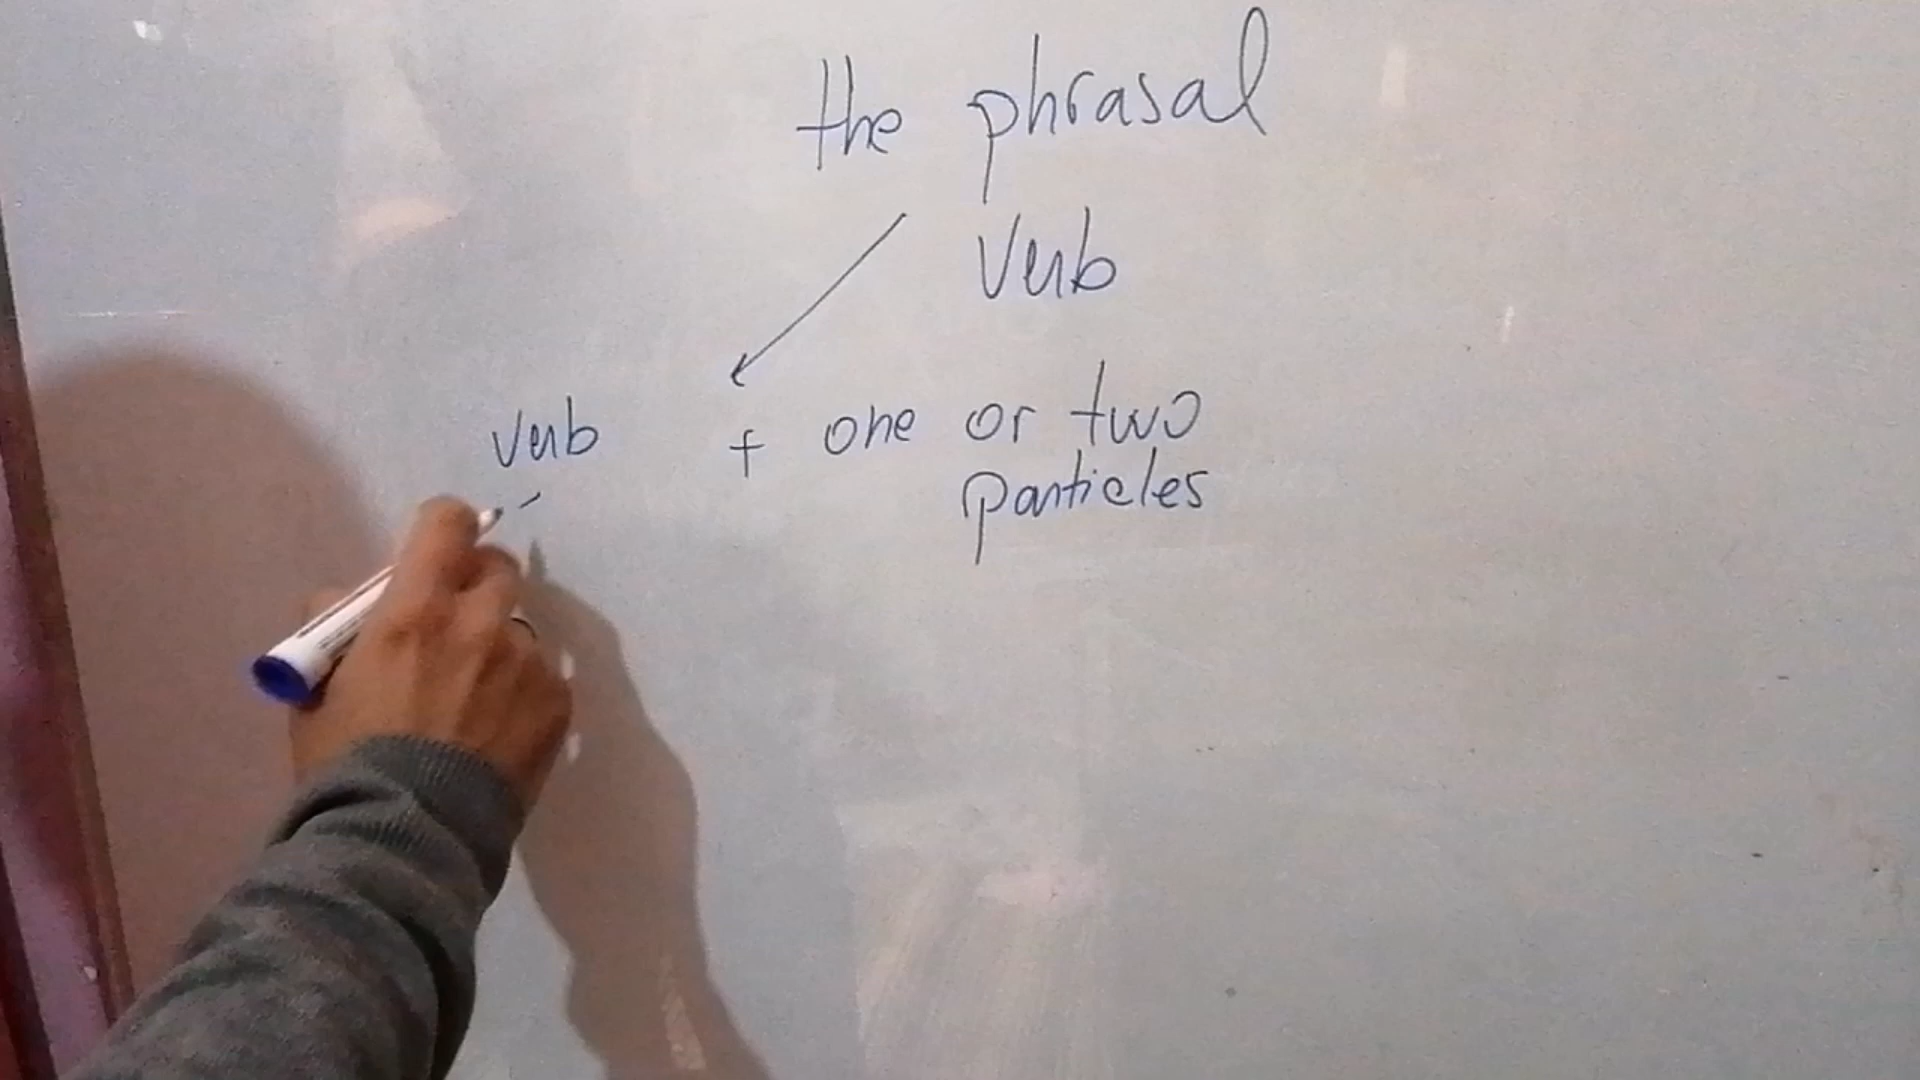 the phrasal
verb
verb + one or two
particles